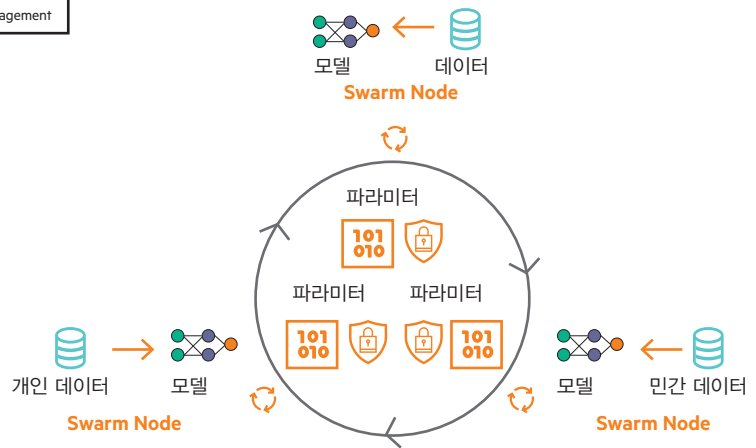 agement
모델
데이터
Swarm Node
파라미터
101
010
파라미터
파라미터
101
010
101
010
개인 데이터
모델
모델
민간 데이터
Swarm Node
Swarm Node